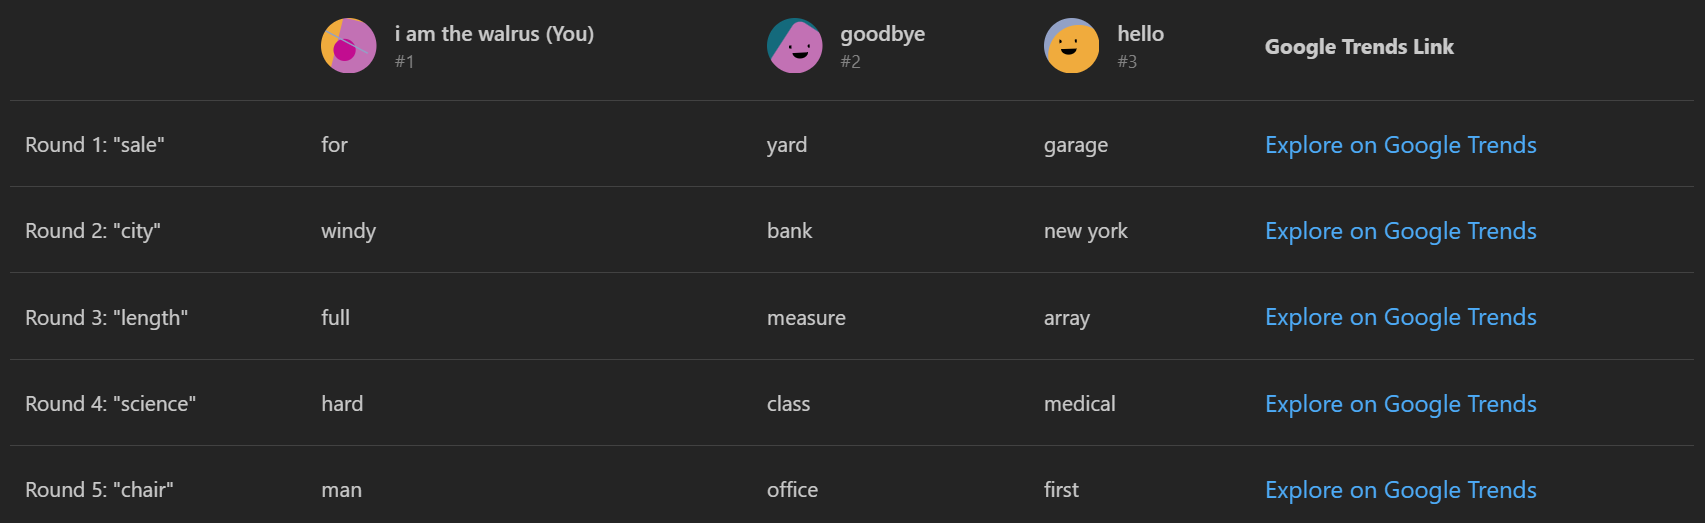 i am the walrus (You)
#1
goodbye
#2
hello
#3
Google Trends Link
Round 1: "sale" for yard garage Explore on Google Trends
Round 2: "city" windy bank new york Explore on Google Trends
Round 3: "length" full measure array Explore on Google Trends
Round 4: "science" hard class medical Explore on Google Trends
Round 5: "chair" man office first Explore on Google Trends